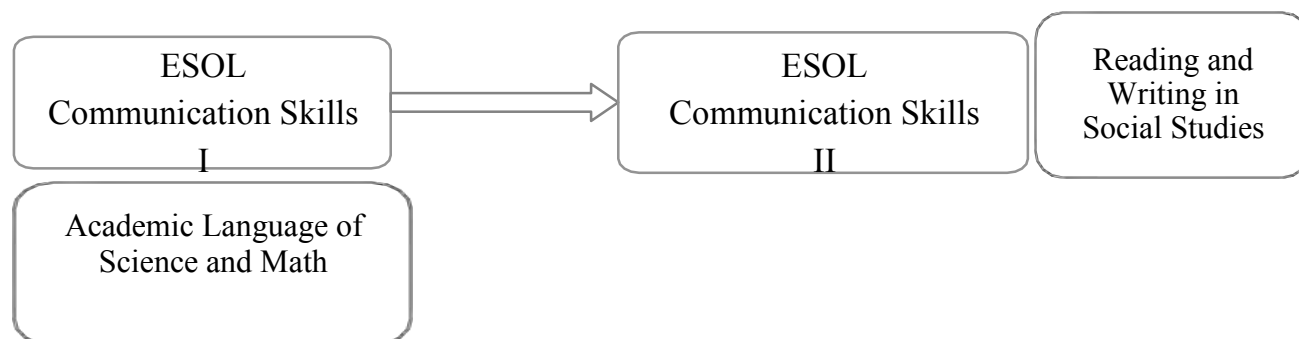 ESOL
Communication Skills
I
ESOL
Communication Skills
II
Reading and
Writing in
Social Studies
Academic Language of
Science and Math